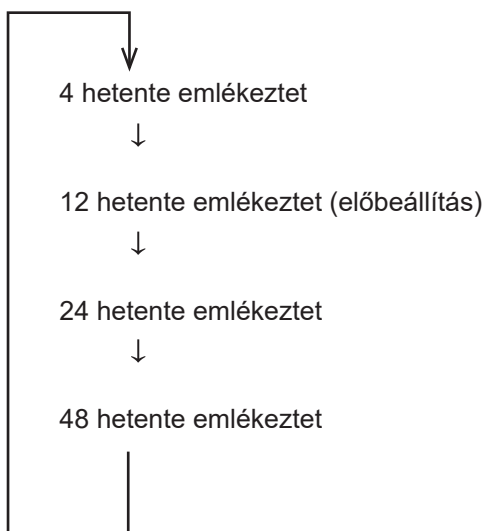 4 hetente emlékeztet
↓
12 hetente emlékeztet (előbeállítás)
↓
24 hetente emlékeztet
↓
48 hetente emlékeztet